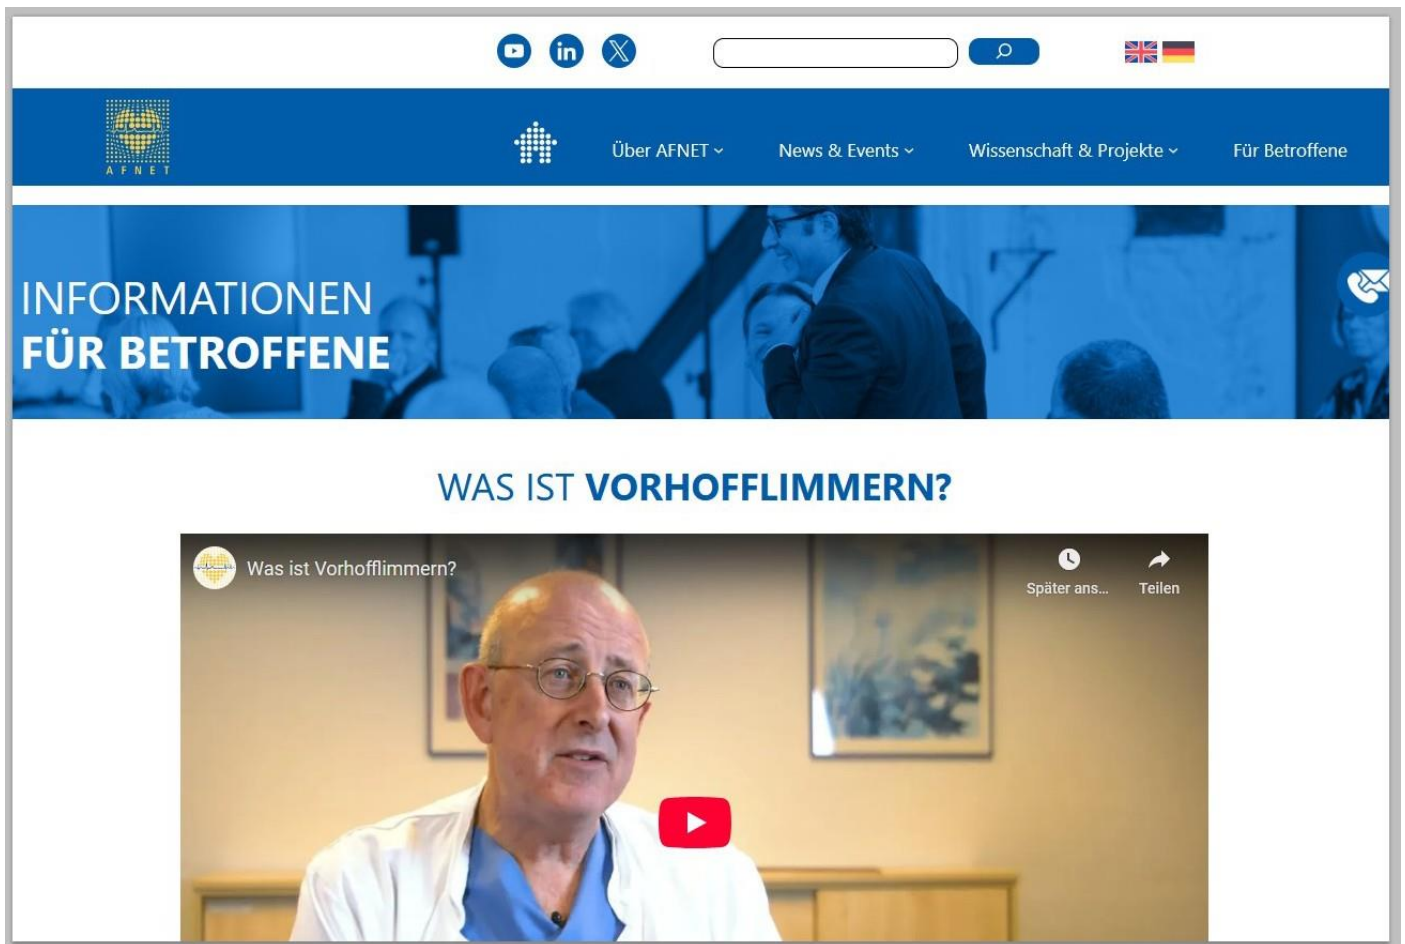 in
AFNET
Über AFNET
News & Events
Wissenschaft & Projekte
Für Betroffene
INFORMATIONEN
FÜR BETROFFENE
WAS IST VORHOFFLIMMERN?
Was ist Vorhofflimmern?
Später ans...
Teilen